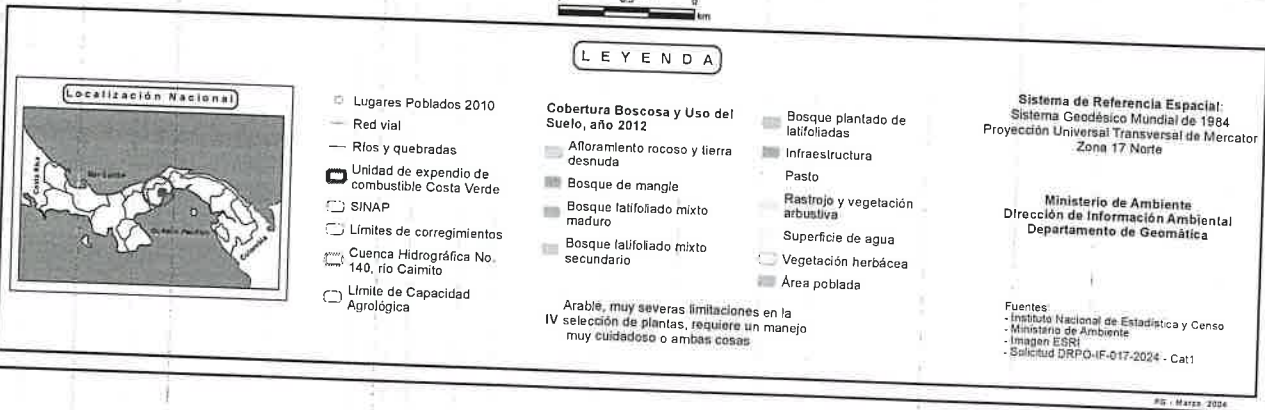 0.5 0
km
L E Y E N D A
Localización Nacional
Costa Rica
Mar Caribe
Océano Pacífico
Colombia
Lugares Poblados 2010
Red vial
Ríos y quebradas
Unidad de expendio de
combustible Costa Verde
SINAP
Límites de corregimientos
Cuenca Hidrográfica No.
140, río Caimito
Límite de Capacidad
Agrológica
Cobertura Boscosa y Uso del
Suelo, año 2012
Afloramiento rocoso y tierra
desnuda
Bosque de mangle
Bosque latifoliado mixto
maduro
Bosque latifoliado mixto
secundario
Bosque plantado de
latifoliadas
Infraestructura
Pasto
Rastrojo y vegetación
arbustiva
Superficie de agua
Vegetación herbácea
Área poblada
Arable, muy severas limitaciones en la
IV selección de plantas, requiere un manejo
muy cuidadoso o ambas cosas
Sistema de Referencia Espacial:
Sistema Geodésico Mundial de 1984
Proyección Universal Transversal de Mercator
Zona 17 Norte
Ministerio de Ambiente
Dirección de Información Ambiental
Departamento de Geomática
Fuentes:
- Instituto Nacional de Estadística y Censo
- Ministerio de Ambiente
- Imagen ESRI
- Solicitud DRPO-IF-017-2024 - Cat1
PG - Marzo 2024